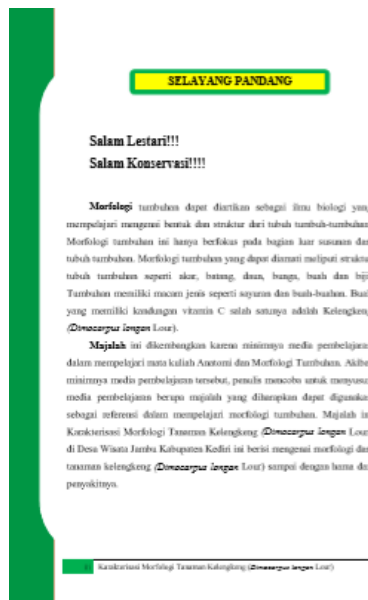 SELAYANG PANDANG
Salam Lestari!!!
Salam Konservasi!!!!
Morfologi tumbuhan dapat diartikan sebagai ilmu biologi yang
mempelajari mengenai bentuk dan struktur dari tubuh tumbuh-tumbuhan.
Morfologi tumbuhan ini hanya berfokus pada bagian luar susunan dan
tubuh tumbuhan. Morfologi tumbuhan yang dapat diamati meliputi struktur
tubuh tumbuhan seperti akar, batang, daun, bunga, buah dan biji.
Tumbuhan memiliki macam jenis seperti sayuran dan buah-buahan. Buah
yang memiliki kandungan vitamin C salah satunya adalah Kelengkeng
(Dimocarpus longan Lour).
Majalah ini dikembangkan karena minimnya media pembelajaran
dalam mempelajari mata kuliah Anatomi dan Morfologi Tumbuhan. Akibat
minimnya media pembelajaran tersebut, penulis mencoba untuk menyusun
media pembelajaran berupa majalah yang diharapkan dapat digunakan
sebagai referensi dalam mempelajari morfologi tumbuhan. Majalah ini
Karakterisasi Morfologi Tanaman Kelengkeng (Dimocarpus longan Lour)
di Desa Wisata Jambu Kabupaten Kediri ini berisi mengenai morfologi dari
tanaman kelengkeng (Dimocarpus longan Lour) sampai dengan hama dan
penyakitnya.
Karakterisasi Morfologi Tanaman Kelengkeng (Dimocarpus longan Lour)